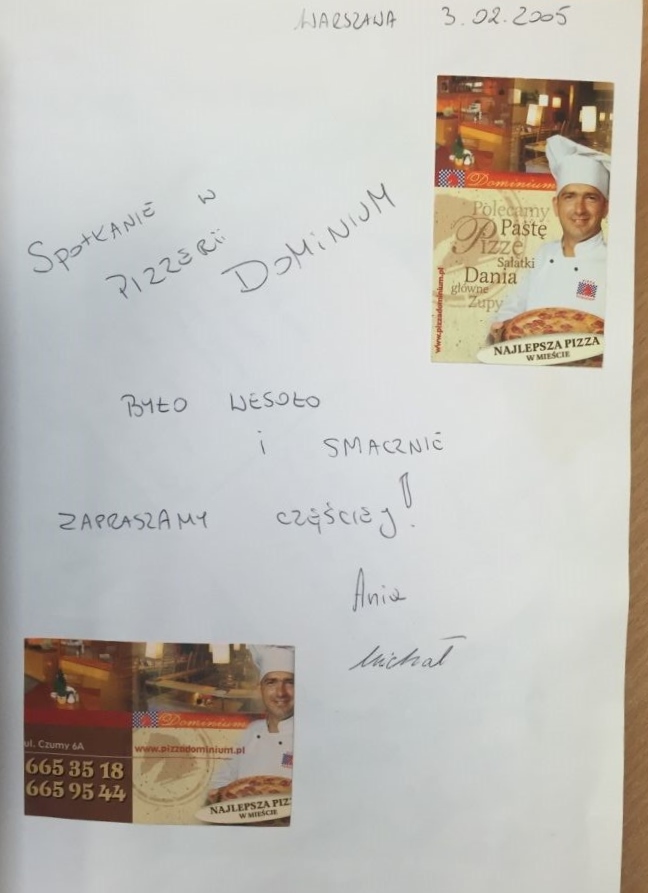 WARSZAWA 3.02.2005
Dominium
Polecamy
Pastę
Pizze
Sałatki
Dania
główne
Zupy
www.pizzadominium.pl
NAJLEPSZA PIZZA
W MIEŚCIE
SPOTKANIE W
PIZZERII DOMINIUM
BYŁO WESOŁO
i SMACZNIE
ZAPRASZAMY CZĘŚCIEJ!
Ania
Michał
Dominium
ul. Czumy 6A
www.pizzadominium.pl
665 35 18
665 95 44
NAJLEPSZA PIZ
W MIEŚCIE